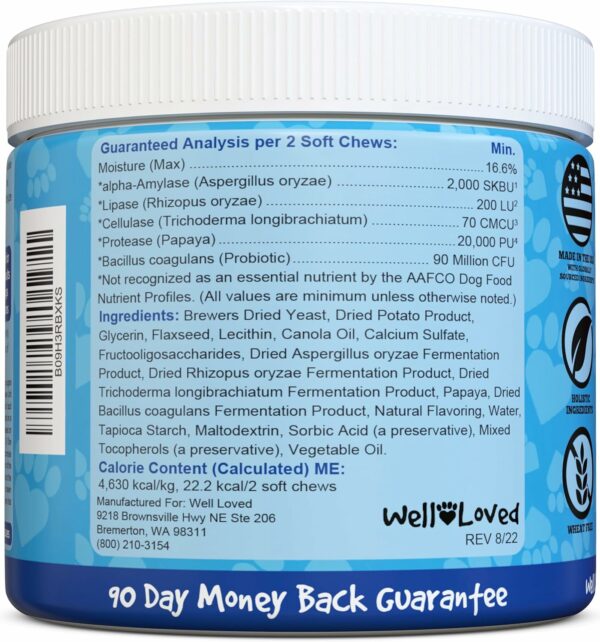 Guaranteed Analysis per 2 Soft Chews: Min.
Moisture (Max) 16.6%
*alpha-Amylase (Aspergillus oryzae) 2,000 SKBU¹
*Lipase (Rhizopus oryzae) 200 LU²
*Cellulase (Trichoderma longibrachiatum) 70 CMCU³
*Protease (Papaya) 20,000 PU⁴
*Bacillus coagulans (Probiotic) 90 Million CFU
*Not recognized as an essential nutrient by the AAFCO Dog Food
Nutrient Profiles. (All values are minimum unless otherwise noted.)
Ingredients: Brewers Dried Yeast, Dried Potato Product,
Glycerin, Flaxseed, Lecithin, Canola Oil, Calcium Sulfate,
Fructooligosaccharides, Dried Aspergillus oryzae Fermentation
Product, Dried Rhizopus oryzae Fermentation Product, Dried
Trichoderma longibrachiatum Fermentation Product, Papaya, Dried
Bacillus coagulans Fermentation Product, Natural Flavoring, Water,
Tapioca Starch, Maltodextrin, Sorbic Acid (a preservative), Mixed
Tocopherols (a preservative), Vegetable Oil.
Calorie Content (Calculated) ME:
4,630 kcal/kg, 22.2 kcal/2 soft chews
Manufactured For: Well Loved
9218 Brownsville Hwy NE Ste 206
Bremerton, WA 98311
(800) 210-3154
Well Loved
REV 8/22
B09H3RBXKS
MADE IN THE
WITH GLOBALLY
SOURCED
HOLISTIC
INGREDIENTS
WHEAT
90 Day Money Back Guarantee